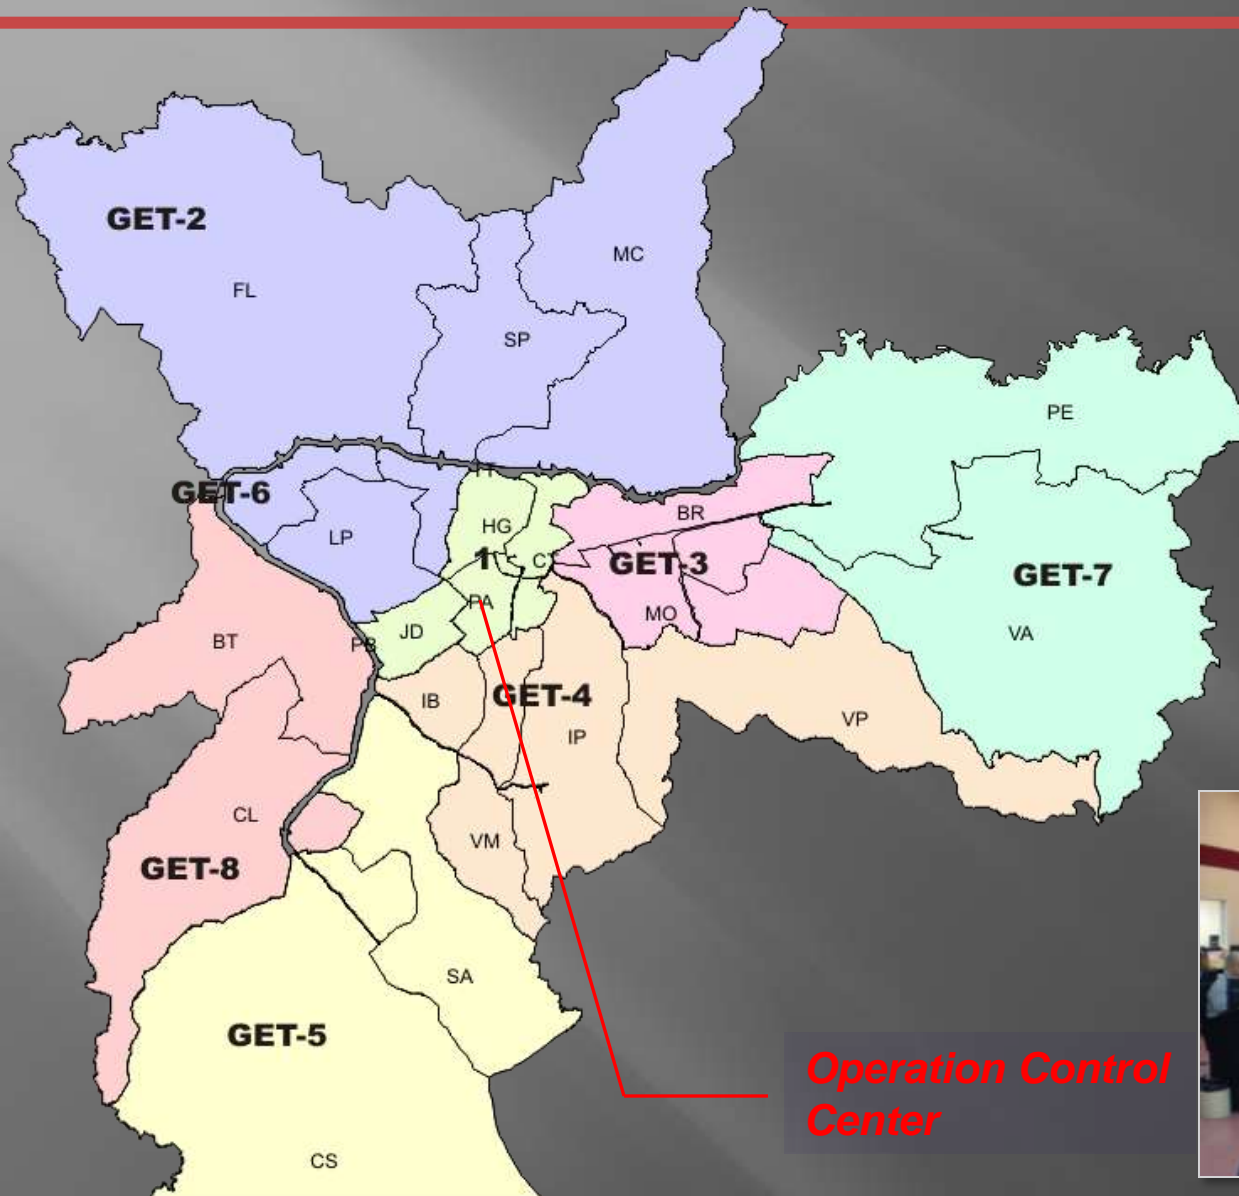 GET-2
MC
FL
SP
PE
GET-6
HG
BR
LP
1
GET-3
GET-7
PA
MO
JD
VA
BT
PB
IB
GET-4
VP
IP
CL
VM
GET-8
SA
GET-5
Operation Control
Center
CS